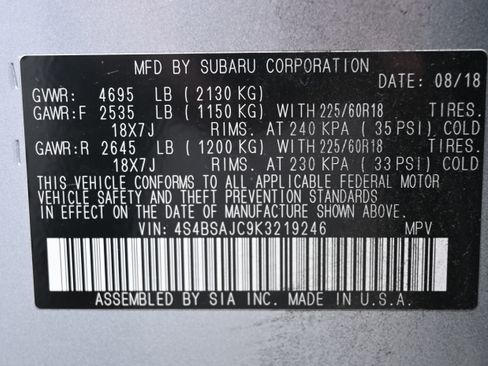 MFD BY SUBARU CORPORATION
DATE: 08/18
GVWR: 4695 LB (2130 KG)
GAWR:F 2535 LB (1150 KG) WITH 225/60R18 TIRES.
18X7J RIMS. AT 240 KPA (35 PSI) COLD
GAWR:R 2645 LB (1200 KG) WITH 225/60R18 TIRES.
18X7J RIMS. AT 230 KPA (33 PSI) COLD
THIS VEHICLE CONFORMS TO ALL APPLICABLE FEDERAL MOTOR
VEHICLE SAFETY AND THEFT PREVENTION STANDARDS
IN EFFECT ON THE DATE OF MANUFACTURE SHOWN ABOVE.
VIN: 4S4BSAJC9K3219246 MPV
ASSEMBLED BY SIA INC. MADE IN U.S.A.